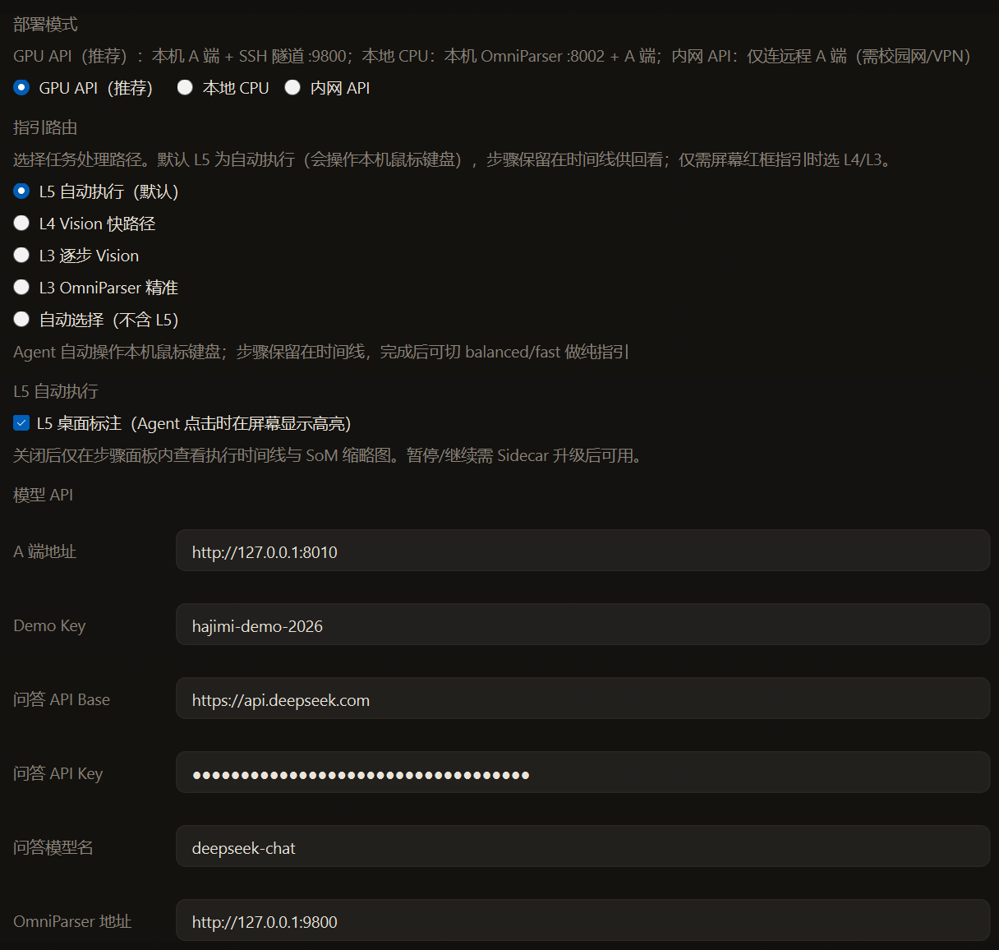 部署模式
GPU API（推荐）：本机 A 端 + SSH 隧道 :9800；本地 CPU：本机 OmniParser :8002 + A 端；内网 API：仅连远程 A 端（需校园网/VPN）
GPU API（推荐） 本地 CPU 内网 API
指引路由
选择任务处理路径。默认 L5 为自动执行（会操作本机鼠标键盘），步骤保留在时间线供回看；仅需屏幕红框指引时选 L4/L3。
L5 自动执行（默认）
L4 Vision 快路径
L3 逐步 Vision
L3 OmniParser 精准
自动选择（不含 L5）
Agent 自动操作本机鼠标键盘；步骤保留在时间线，完成后可切 balanced/fast 做纯指引
L5 自动执行
L5 桌面标注（Agent 点击时在屏幕显示高亮）
关闭后仅在步骤面板内查看执行时间线与 SoM 缩略图。暂停/继续需 Sidecar 升级后可用。
模型 API
A 端地址 http://127.0.0.1:8010
Demo Key hajimi-demo-2026
问答 API Base https://api.deepseek.com
问答 API Key ●●●●●●●●●●●●●●●●●●●●●●●●●●●●●●●●●●●
问答模型名 deepseek-chat
OmniParser 地址 http://127.0.0.1:9800